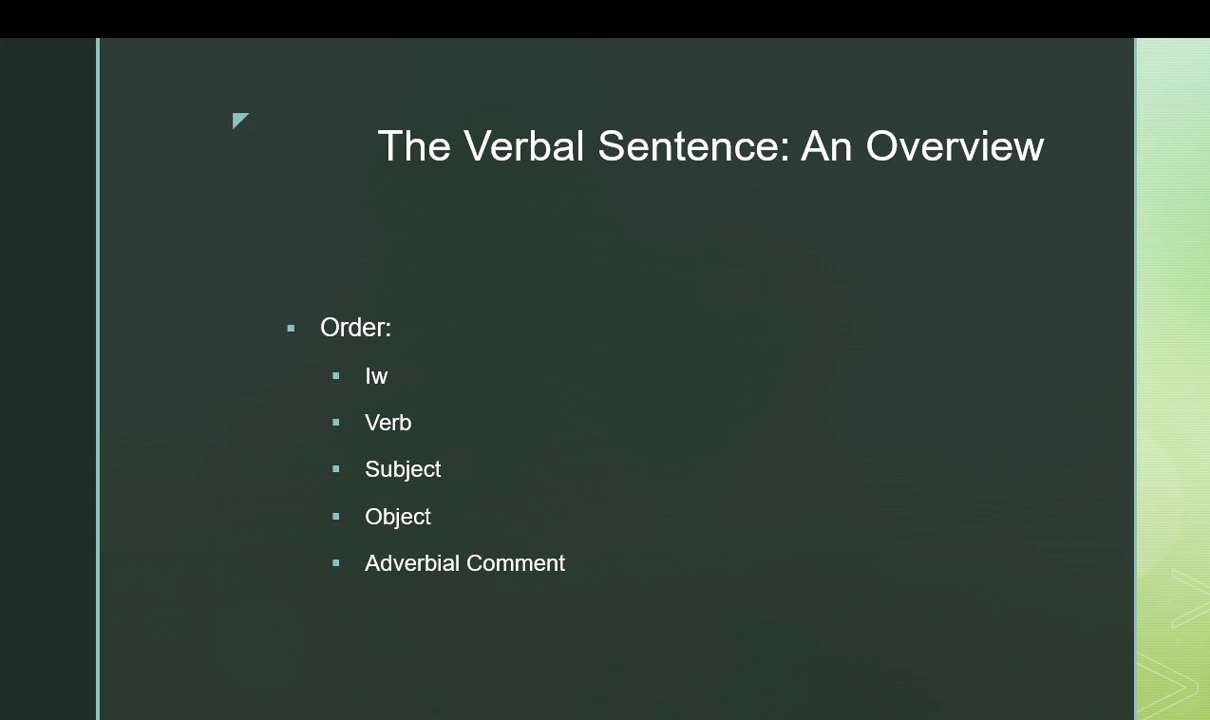 The Verbal Sentence: An Overview
Order:
Iw
Verb
Subject
Object
Adverbial Comment